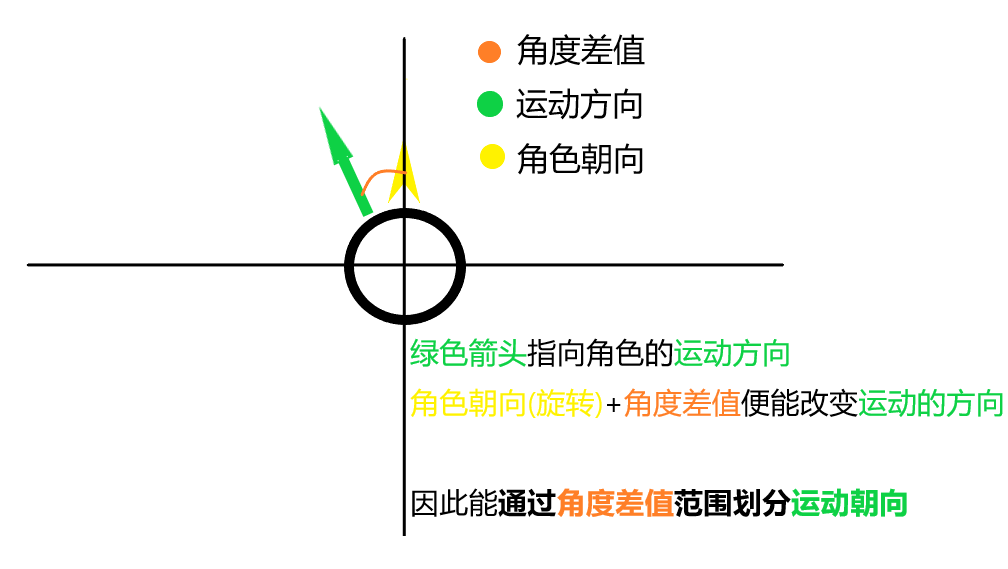 角度差值
运动方向
角色朝向
绿色箭头指向角色的运动方向
角色朝向(旋转)+角度差值便能改变运动的方向
因此能通过角度差值范围划分运动朝向